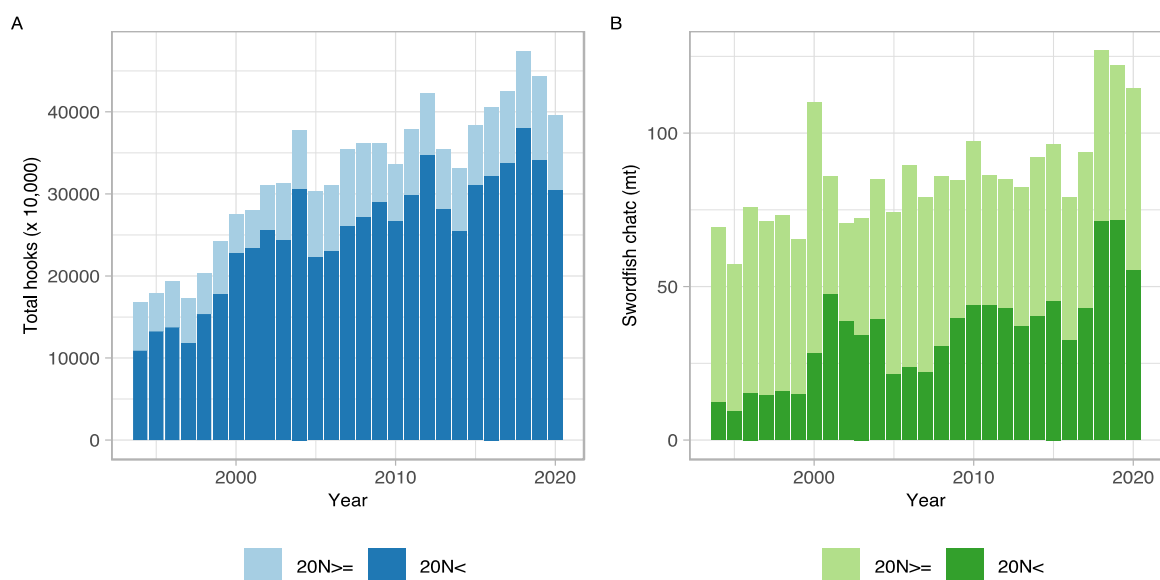 A
Total hooks (x 10,000)
40000
30000
20000
10000
0
2000 2010 2020
Year
20N>= 20N<
B
Swordfish chatc (mt)
100
50
0
2000 2010 2020
Year
20N>= 20N<